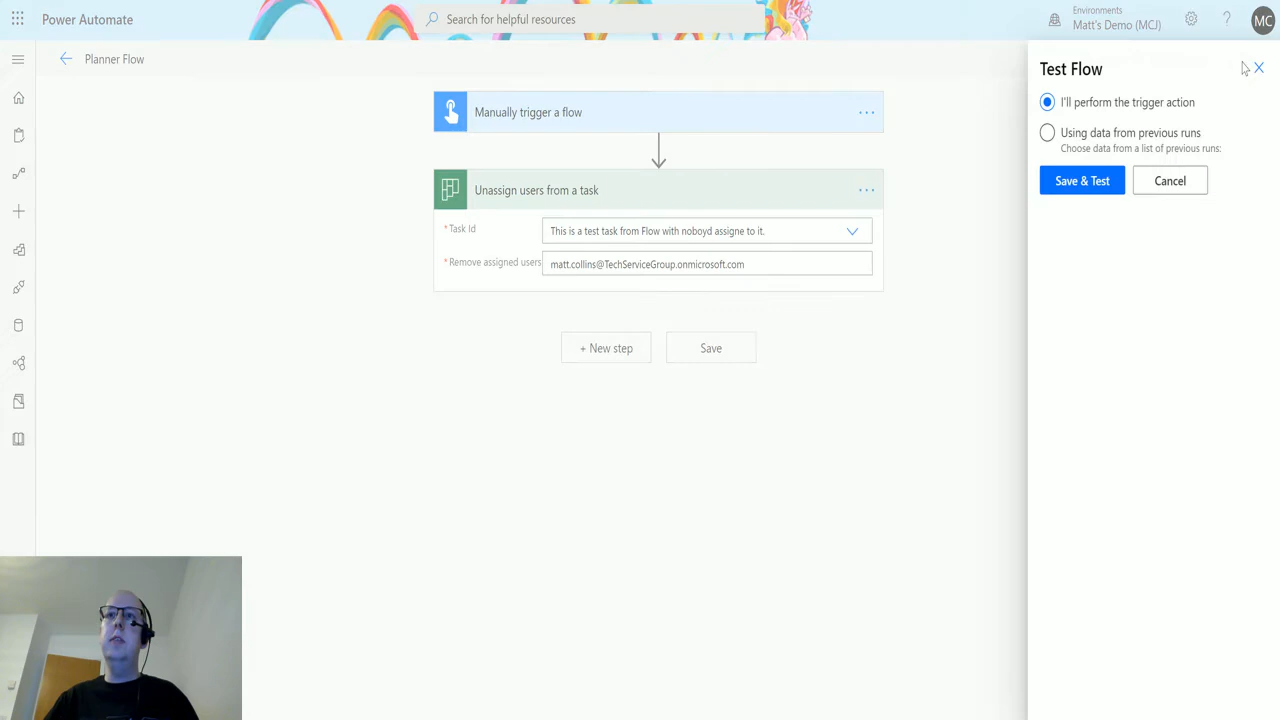 Power Automate
Search for helpful resources
Environments
Matt's Demo (MCJ)
MC
Planner Flow
Test Flow
I'll perform the trigger action
Using data from previous runs
Choose data from a list of previous runs:
Save & Test
Cancel
Manually trigger a flow
Unassign users from a task
* Task Id
This is a test task from Flow with noboyd assigne to it.
* Remove assigned users
matt.collins@TechServiceGroup.onmicrosoft.com
+ New step
Save